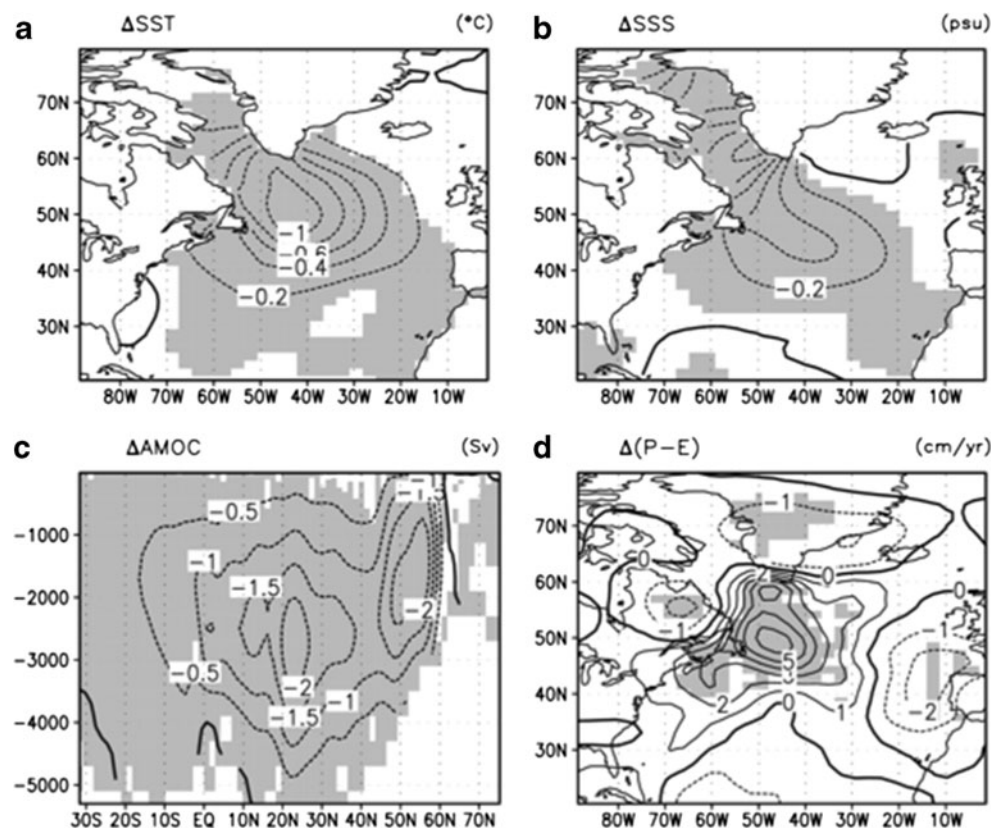 a ΔSST (°C)
70N
60N
50N
40N
30N
-1
-0.6
-0.4
-0.2
80W 70W 60W 50W 40W 30W 20W 10W
b ΔSSS (psu)
70N
60N
50N
40N
30N
-0.2
80W 70W 60W 50W 40W 30W 20W 10W
c ΔAMOC (Sv)
-1000
-2000
-3000
-4000
-5000
-0.5
-1
-1.5
-2
-0.5
-2
-1
-1.5
30S 20S 10S EQ 10N 20N 30N 40N 50N 60N 70N
d Δ(P-E) (cm/yr)
70N
60N
50N
40N
30N
-1
0
0
0
-1
-1
5
3
2
0
1
-2
80W 70W 60W 50W 40W 30W 20W 10W